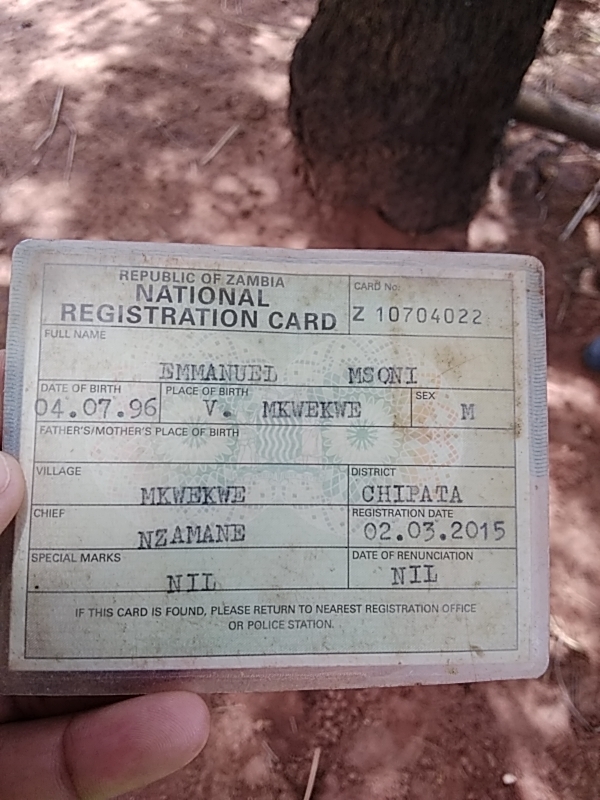 REPUBLIC OF ZAMBIA
NATIONAL
REGISTRATION CARD
CARD No:
Z 10704022
FULL NAME
EMMANUEL MSONI
DATE OF BIRTH
04.07.96
PLACE OF BIRTH
V. MKWEKWE
SEX
M
FATHER'S/MOTHER'S PLACE OF BIRTH
VILLAGE
MKWEKWE
DISTRICT
CHIPATA
CHIEF
NZAMANE
REGISTRATION DATE
02.03.2015
SPECIAL MARKS
NIL
DATE OF RENUNCIATION
NIL
IF THIS CARD IS FOUND, PLEASE RETURN TO NEAREST REGISTRATION OFFICE
OR POLICE STATION.